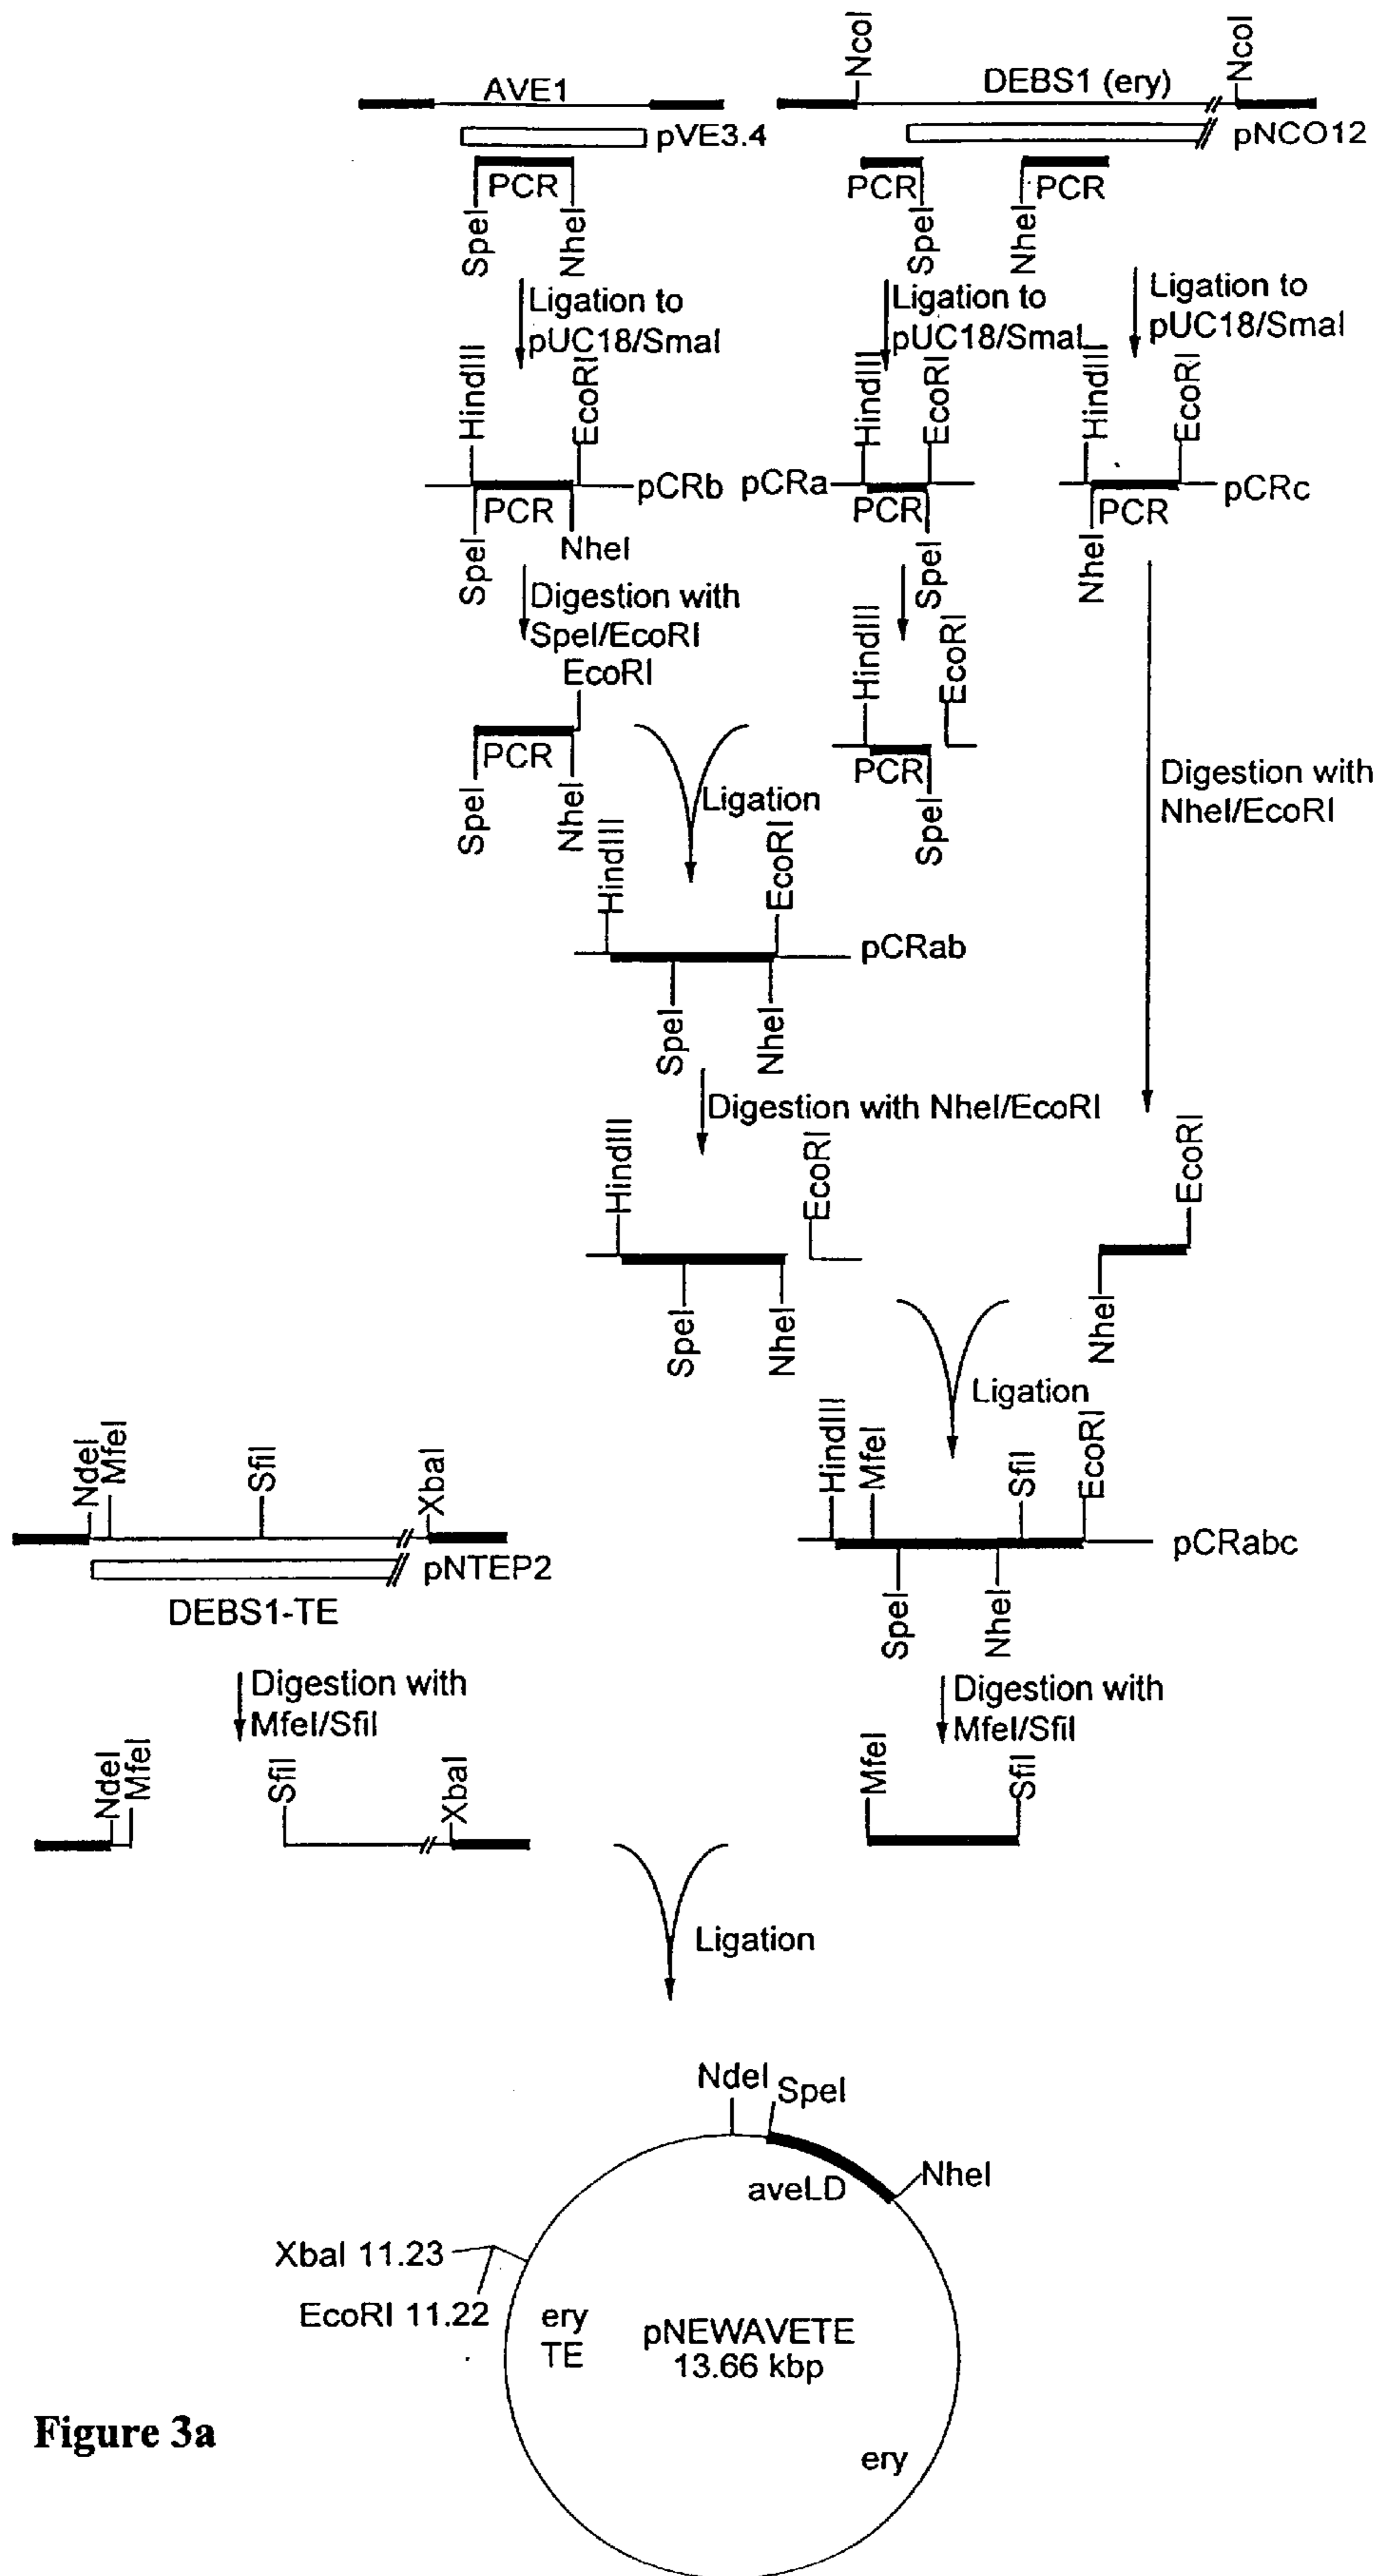 NcoI
NcoI
AVE1
DEBS1 (ery)
pVE3.4
pNCO12
PCR
PCR
PCR
SpeI
NheI
SpeI
NheI
Ligation to
pUC18/SmaI
Ligation to
pUC18/SmaI
Ligation to
pUC18/SmaI
HindIII
EcoRI
HindIII
EcoRI
HindIII
EcoRI
pCRb
pCRa
pCRc
PCR
PCR
PCR
SpeI
NheI
SpeI
NheI
Digestion with
SpeI/EcoRI
EcoRI
HindIII
EcoRI
PCR
PCR
SpeI
NheI
SpeI
Ligation
Digestion with
NheI/EcoRI
HindIII
EcoRI
pCRab
SpeI
NheI
Digestion with NheI/EcoRI
HindIII
EcoRI
EcoRI
SpeI
NheI
NheI
Ligation
NdeI
MfeI
SfiI
XbaI
HindIII
MfeI
SfiI
EcoRI
pNTEP2
pCRabc
DEBS1-TE
SpeI
NheI
Digestion with
MfeI/SfiI
Digestion with
MfeI/SfiI
NdeI
MfeI
SfiI
XbaI
MfeI
SfiI
Ligation
NdeI
SpeI
NheI
aveLD
XbaI 11.23
EcoRI 11.22
ery
TE
pNEWAVETE
13.66 kbp
ery
Figure 3a